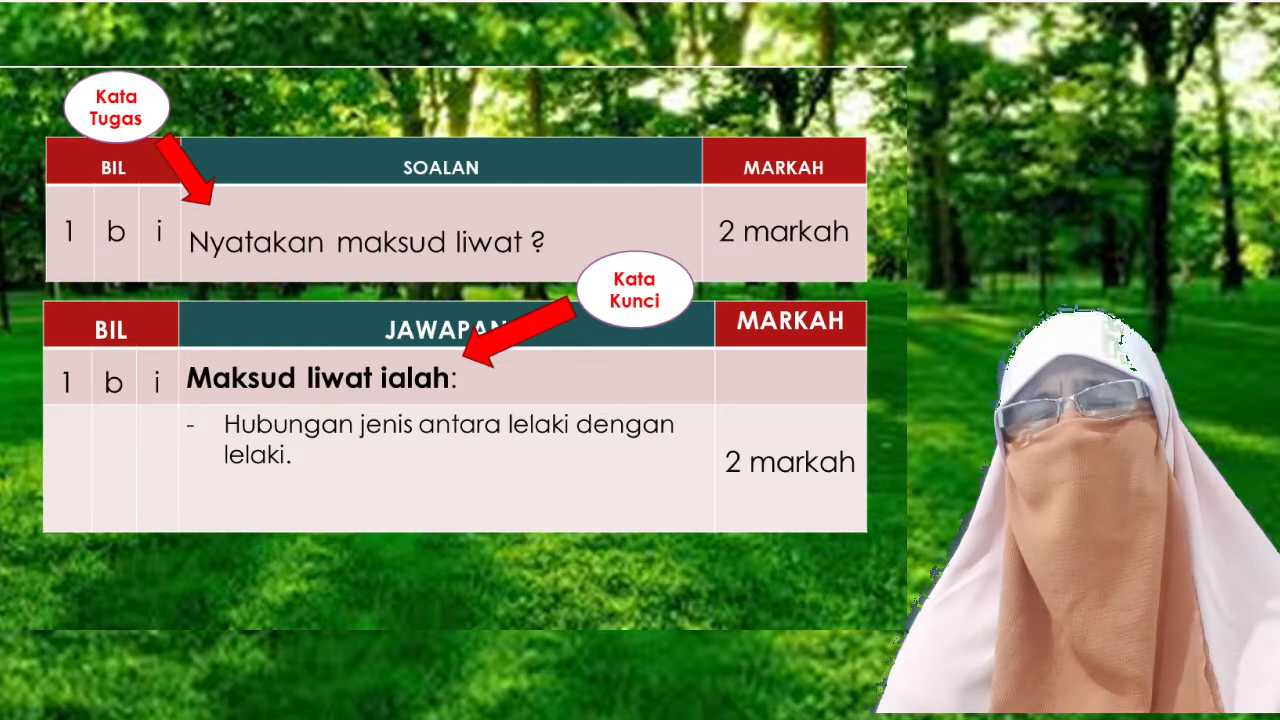 Kata
Tugas
BIL SOALAN MARKAH
1 b i Nyatakan maksud liwat ? 2 markah
Kata
Kunci
BIL JAWAPAN MARKAH
1 b i Maksud liwat ialah:
- Hubungan jenis antara lelaki dengan
lelaki.
2 markah